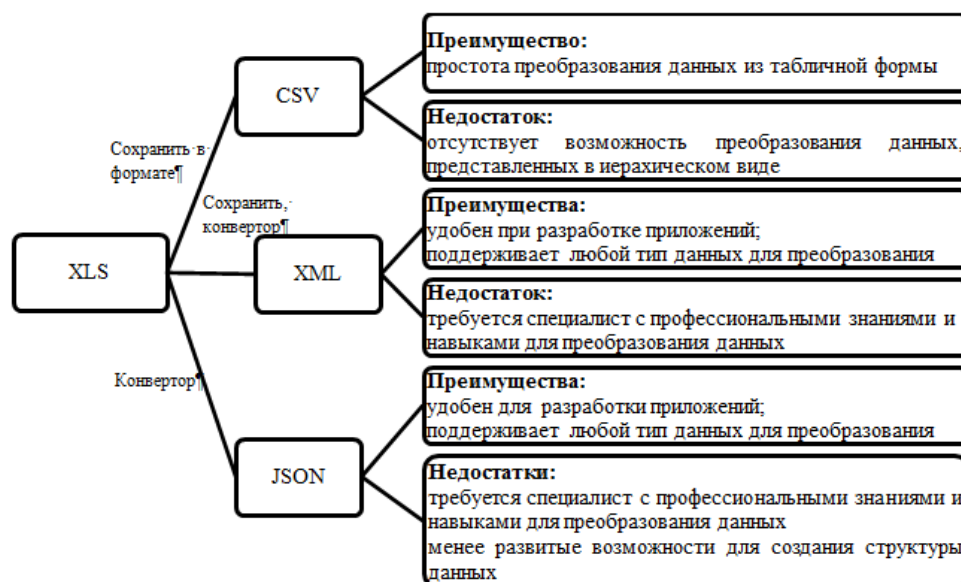 Преимущество:
простота преобразования данных из табличной формы
CSV
Недостаток:
отсутствует возможность преобразования данных,
представленных в иерахическом виде
Сохранить·в·
формате¶
Сохранить,·
конвертор¶
Преимущества:
удобен при разработке приложений;
поддерживает любой тип данных для преобразования
XLS
XML
Недостаток:
требуется специалист с профессиональными знаниями и
навыками для преобразования данных
Конвертор¶
Преимущества:
удобен для разработки приложений;
поддерживает любой тип данных для преобразования
JSON
Недостатки:
требуется специалист с профессиональными знаниями и
навыками для преобразования данных
менее развитые возможности для создания структуры
данных